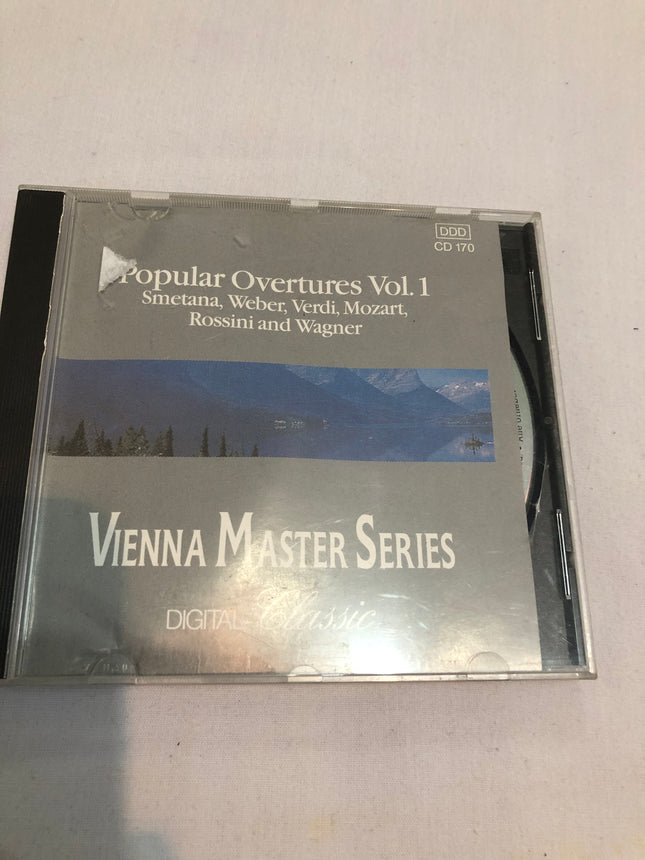 DDD
CD 170
Popular Overtures Vol. 1
Smetana, Weber, Verdi, Mozart,
Rossini and Wagner
VIENNA MASTER SERIES
DIGITAL-Classic